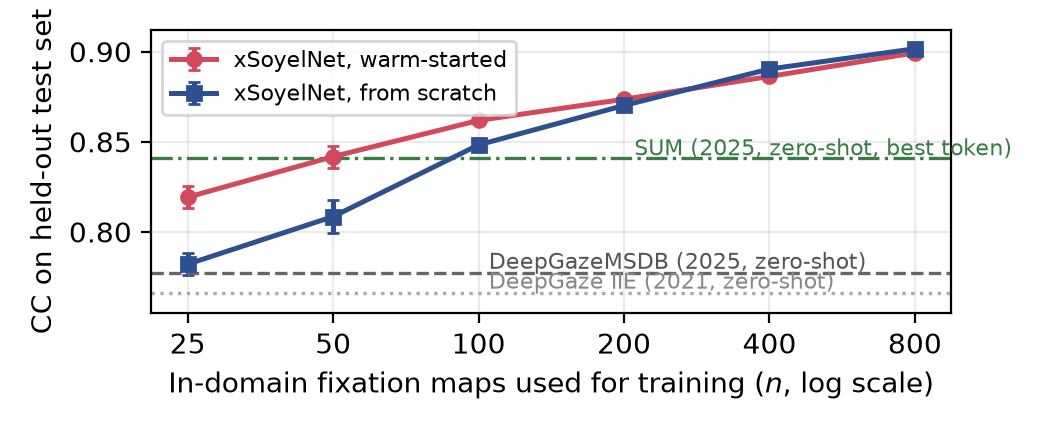 CC on held-out test set
0.90
0.85
0.80
xSoyelNet, warm-started
xSoyelNet, from scratch
SUM (2025, zero-shot, best token)
DeepGazeMSDB (2025, zero-shot)
DeepGaze IIE (2021, zero-shot)
25 50 100 200 400 800
In-domain fixation maps used for training (n, log scale)